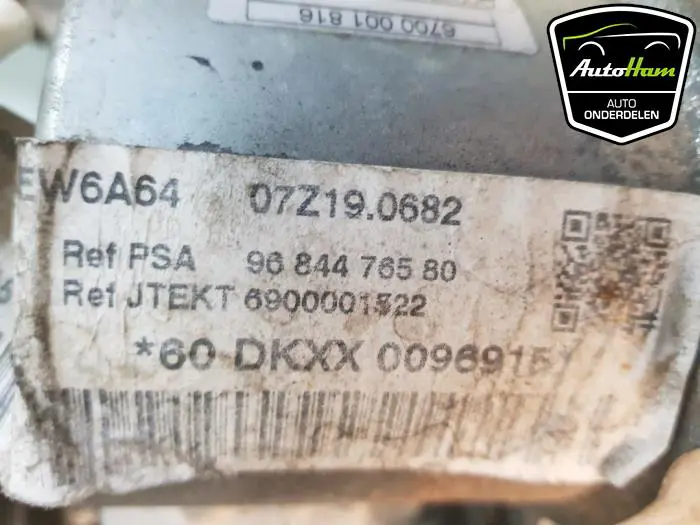 6700 001 816
AutoHam
AUTO
ONDERDELEN
EW6A64 07Z19.0682
Ref PSA 96 844 765 80
Ref JTEKT 6900001522
*60 DKXX 0096915